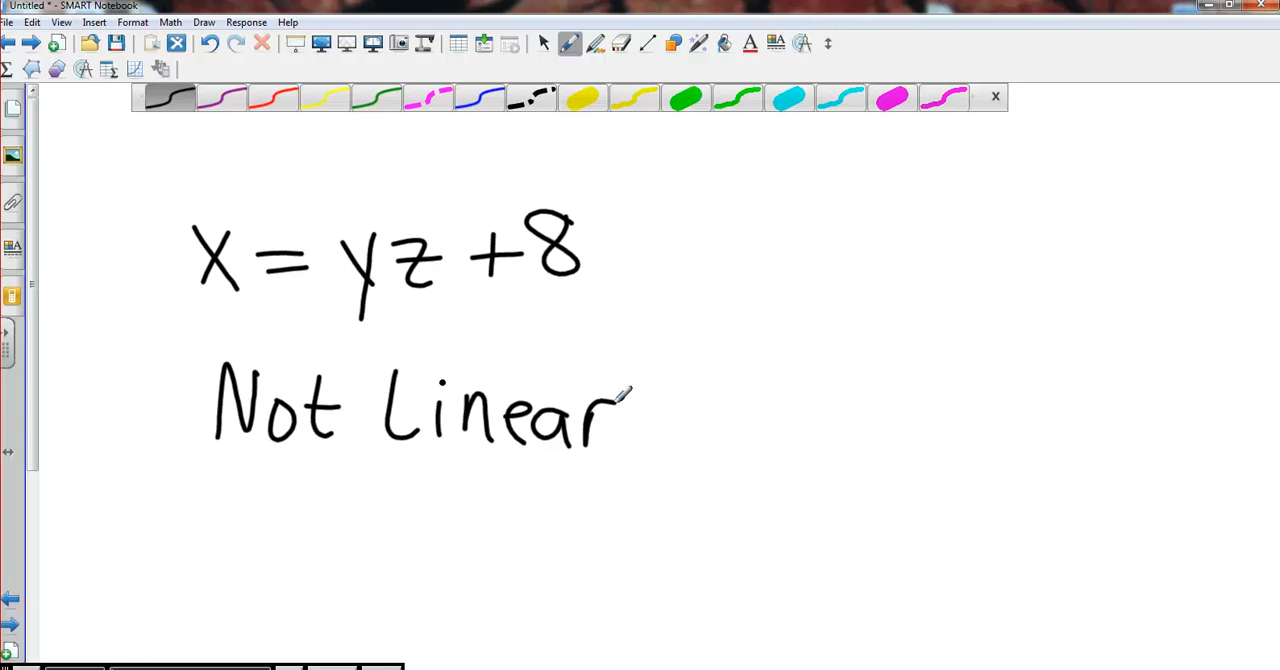 Untitled * - SMART Notebook
File Edit View Insert Format Math Draw Response Help
x = yz + 8
Not Linear